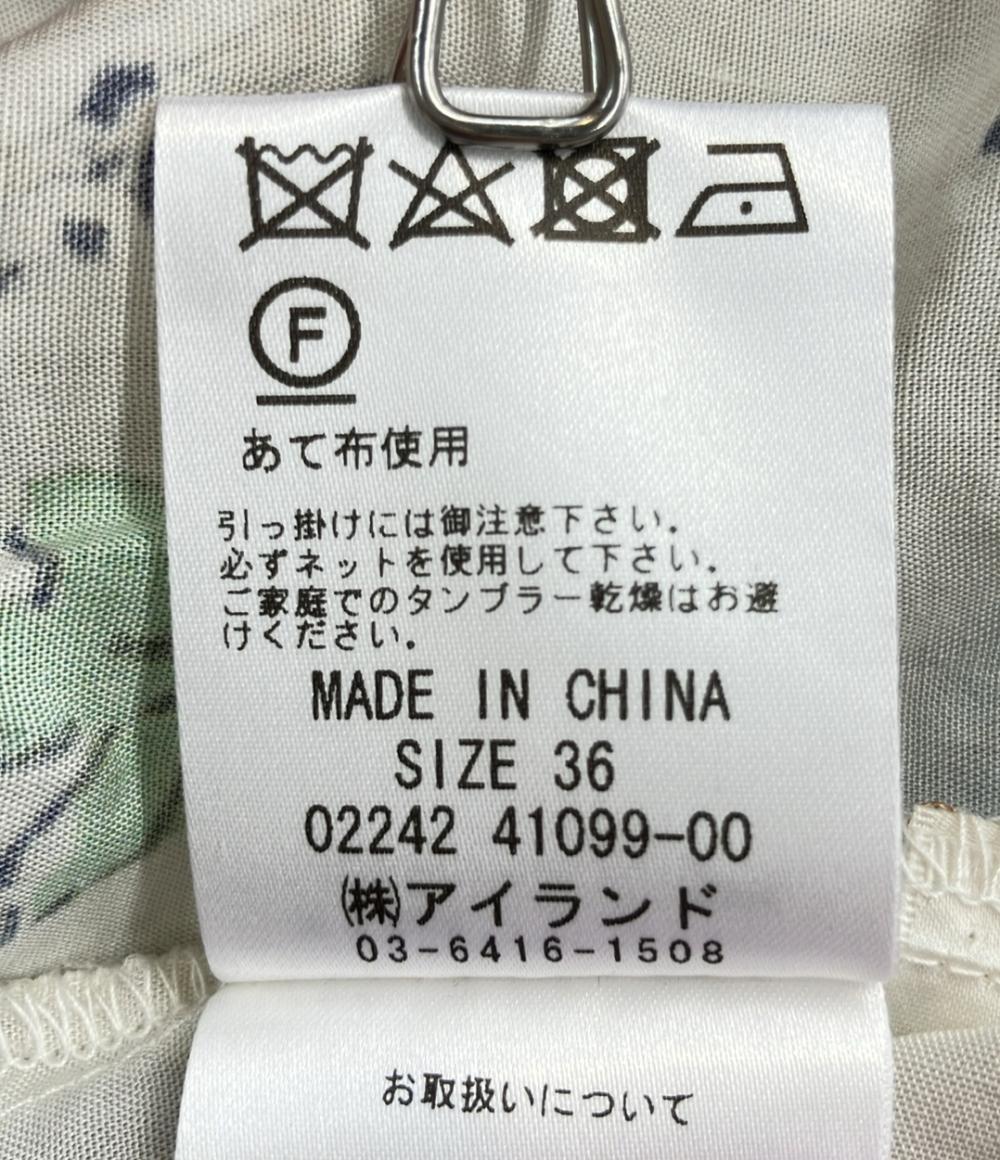 F
あて布使用
引っ掛けには御注意下さい。
必ずネットを使用して下さい。
ご家庭でのタンブラー乾燥はお避
けください。
MADE IN CHINA
SIZE 36
02242 41099-00
㈱アイランド
03-6416-1508
お取扱いについて